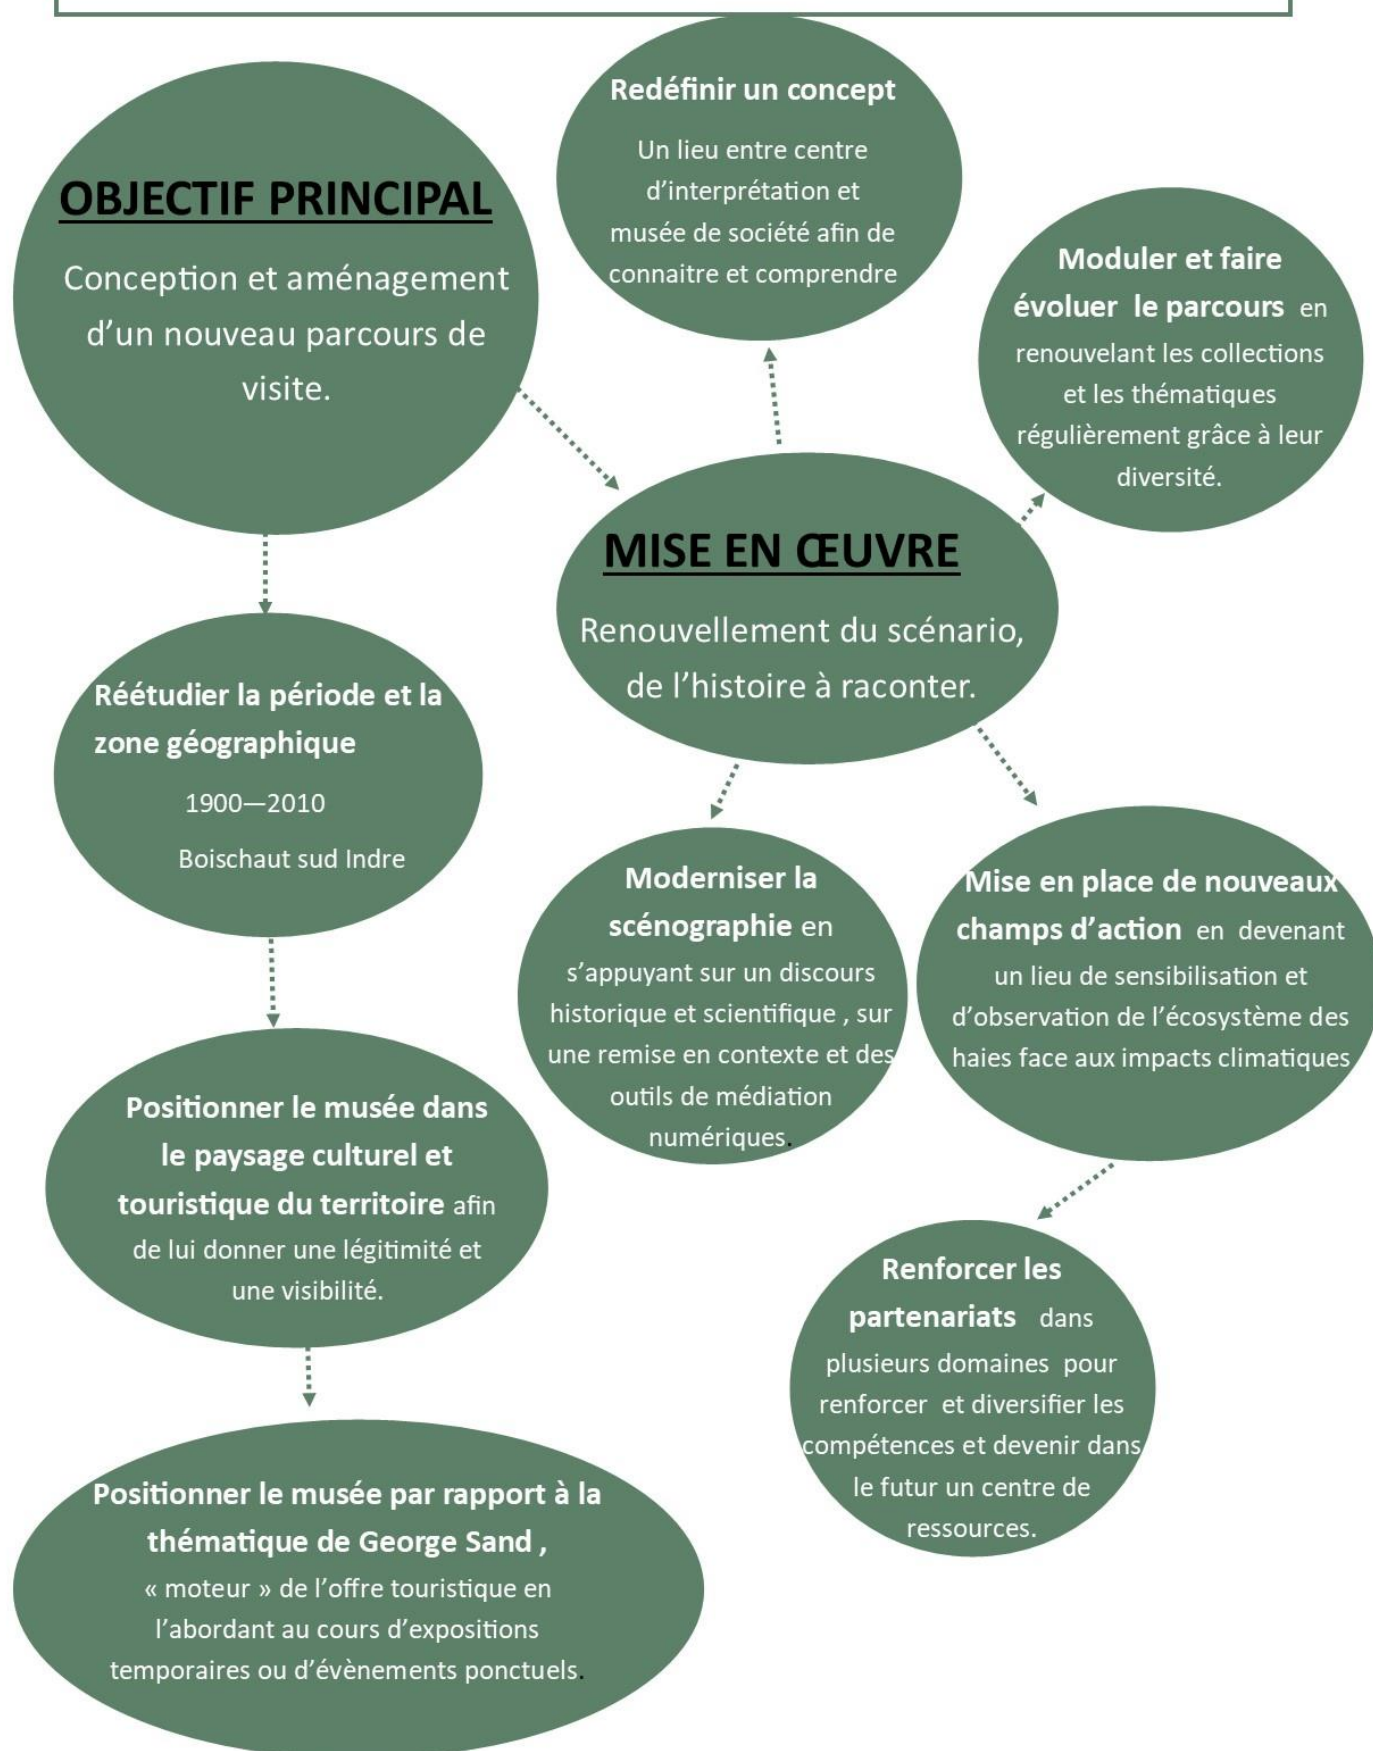 OBJECTIF PRINCIPAL
Conception et aménagement
d’un nouveau parcours de
visite.
Redéfinir un concept
Un lieu entre centre
d’interprétation et
musée de société afin de
connaitre et comprendre
Moduler et faire
évoluer le parcours en
renouvelant les collections
et les thématiques
régulièrement grâce à leur
diversité.
MISE EN ŒUVRE
Renouvellement du scénario,
de l’histoire à raconter.
Réétudier la période et la
zone géographique
1900—2010
Boischaut sud Indre
Moderniser la
scénographie en
s’appuyant sur un discours
historique et scientifique , sur
une remise en contexte et des
outils de médiation
numériques.
Mise en place de nouveaux
champs d’action en devenant
un lieu de sensibilisation et
d’observation de l’écosystème des
haies face aux impacts climatiques
Positionner le musée dans
le paysage culturel et
touristique du territoire afin
de lui donner une légitimité et
une visibilité.
Renforcer les
partenariats dans
plusieurs domaines pour
renforcer et diversifier les
compétences et devenir dans
le futur un centre de
ressources.
Positionner le musée par rapport à la
thématique de George Sand ,
« moteur » de l’offre touristique en
l’abordant au cours d’expositions
temporaires ou d’évènements ponctuels.